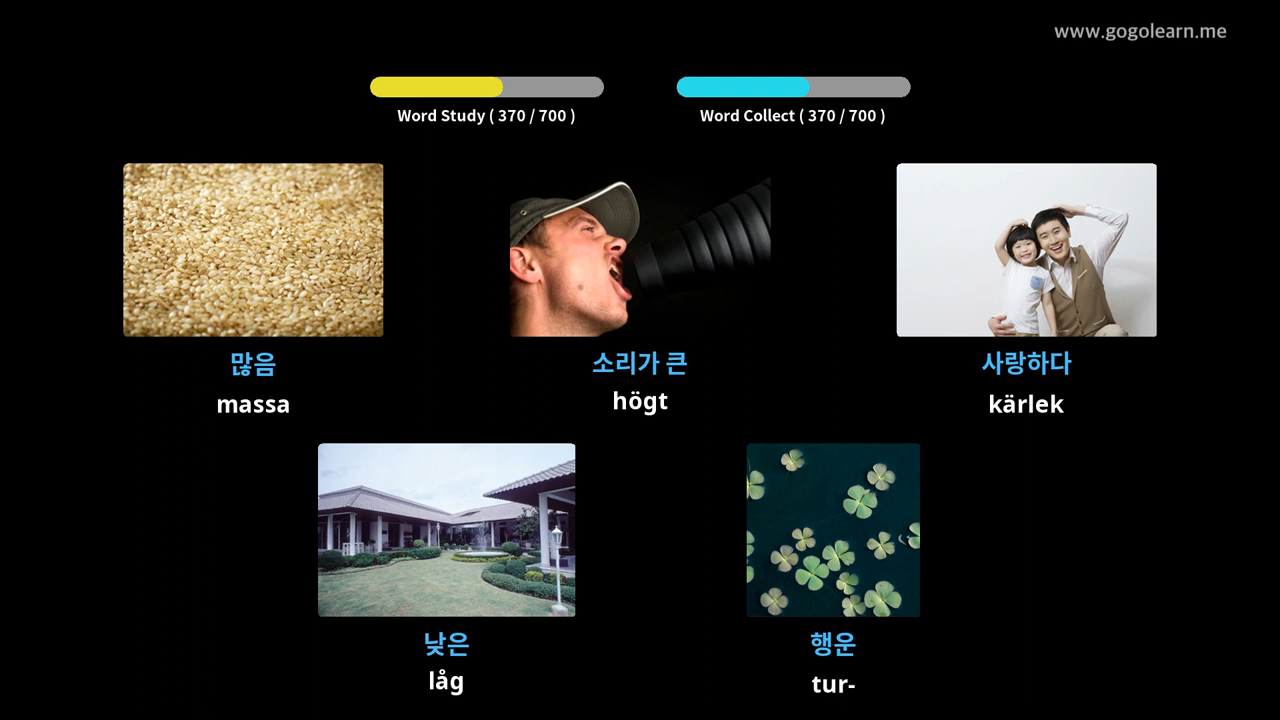 www.gogolearn.me
Word Study ( 370 / 700 )
Word Collect ( 370 / 700 )
많음
massa
소리가 큰
högt
사랑하다
kärlek
낮은
låg
행운
tur-